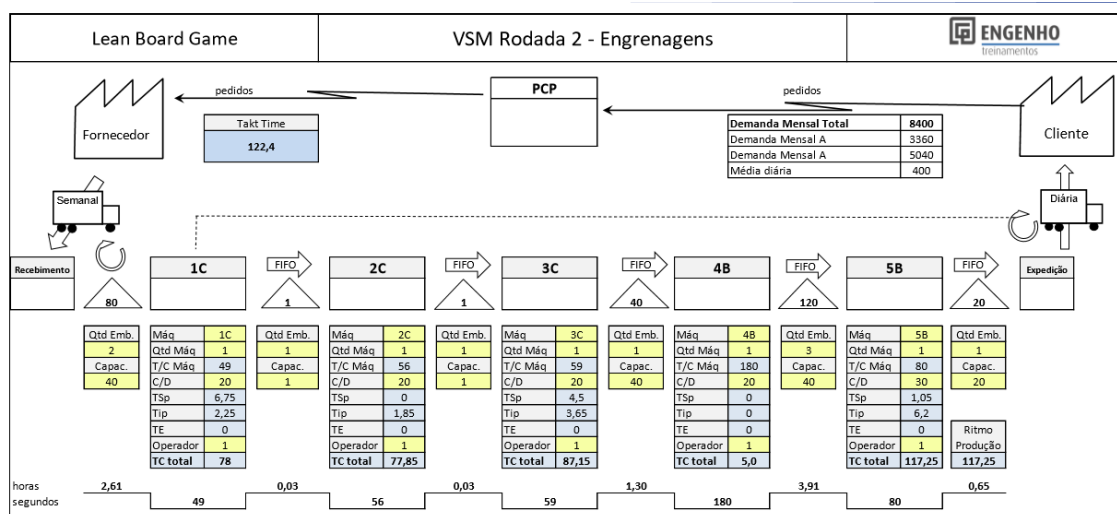 Lean Board Game
VSM Rodada 2 - Engrenagens
ENGENHO
treinamentos
pedidos
PCP
pedidos
Fornecedor
Takt Time
122,4
Demanda Mensal Total 8400
Demanda Mensal A 3360
Demanda Mensal A 5040
Média diária 400
Cliente
Semanal
Diária
Recebimento
80
1C
FIFO
1
2C
FIFO
1
3C
FIFO
40
4B
FIFO
120
5B
FIFO
20
Expedição
Qtd Emb.
2
Capac.
40
Máq 1C
Qtd Máq 1
T/C Máq 49
C/D 20
TSp 6,75
Tip 2,25
TE 0
Operador 1
TC total 78
Qtd Emb.
1
Capac.
1
Máq 2C
Qtd Máq 1
T/C Máq 56
C/D 20
TSp 0
Tip 1,85
TE 0
Operador 1
TC total 77,85
Qtd Emb.
1
Capac.
1
Máq 3C
Qtd Máq 1
T/C Máq 59
C/D 20
TSp 4,5
Tip 3,65
TE 0
Operador 1
TC total 87,15
Qtd Emb.
1
Capac.
40
Máq 4B
Qtd Máq 1
T/C Máq 180
C/D 20
TSp 0
Tip 0
TE 0
Operador 1
TC total 5,0
Qtd Emb.
3
Capac.
40
Máq 5B
Qtd Máq 1
T/C Máq 80
C/D 30
TSp 1,05
Tip 6,2
TE 0
Operador 1
TC total 117,25
Qtd Emb.
1
Capac.
20
Ritmo
Produção
117,25
horas 2,61 0,03 0,03 1,30 3,91 0,65
segundos 49 56 59 180 80